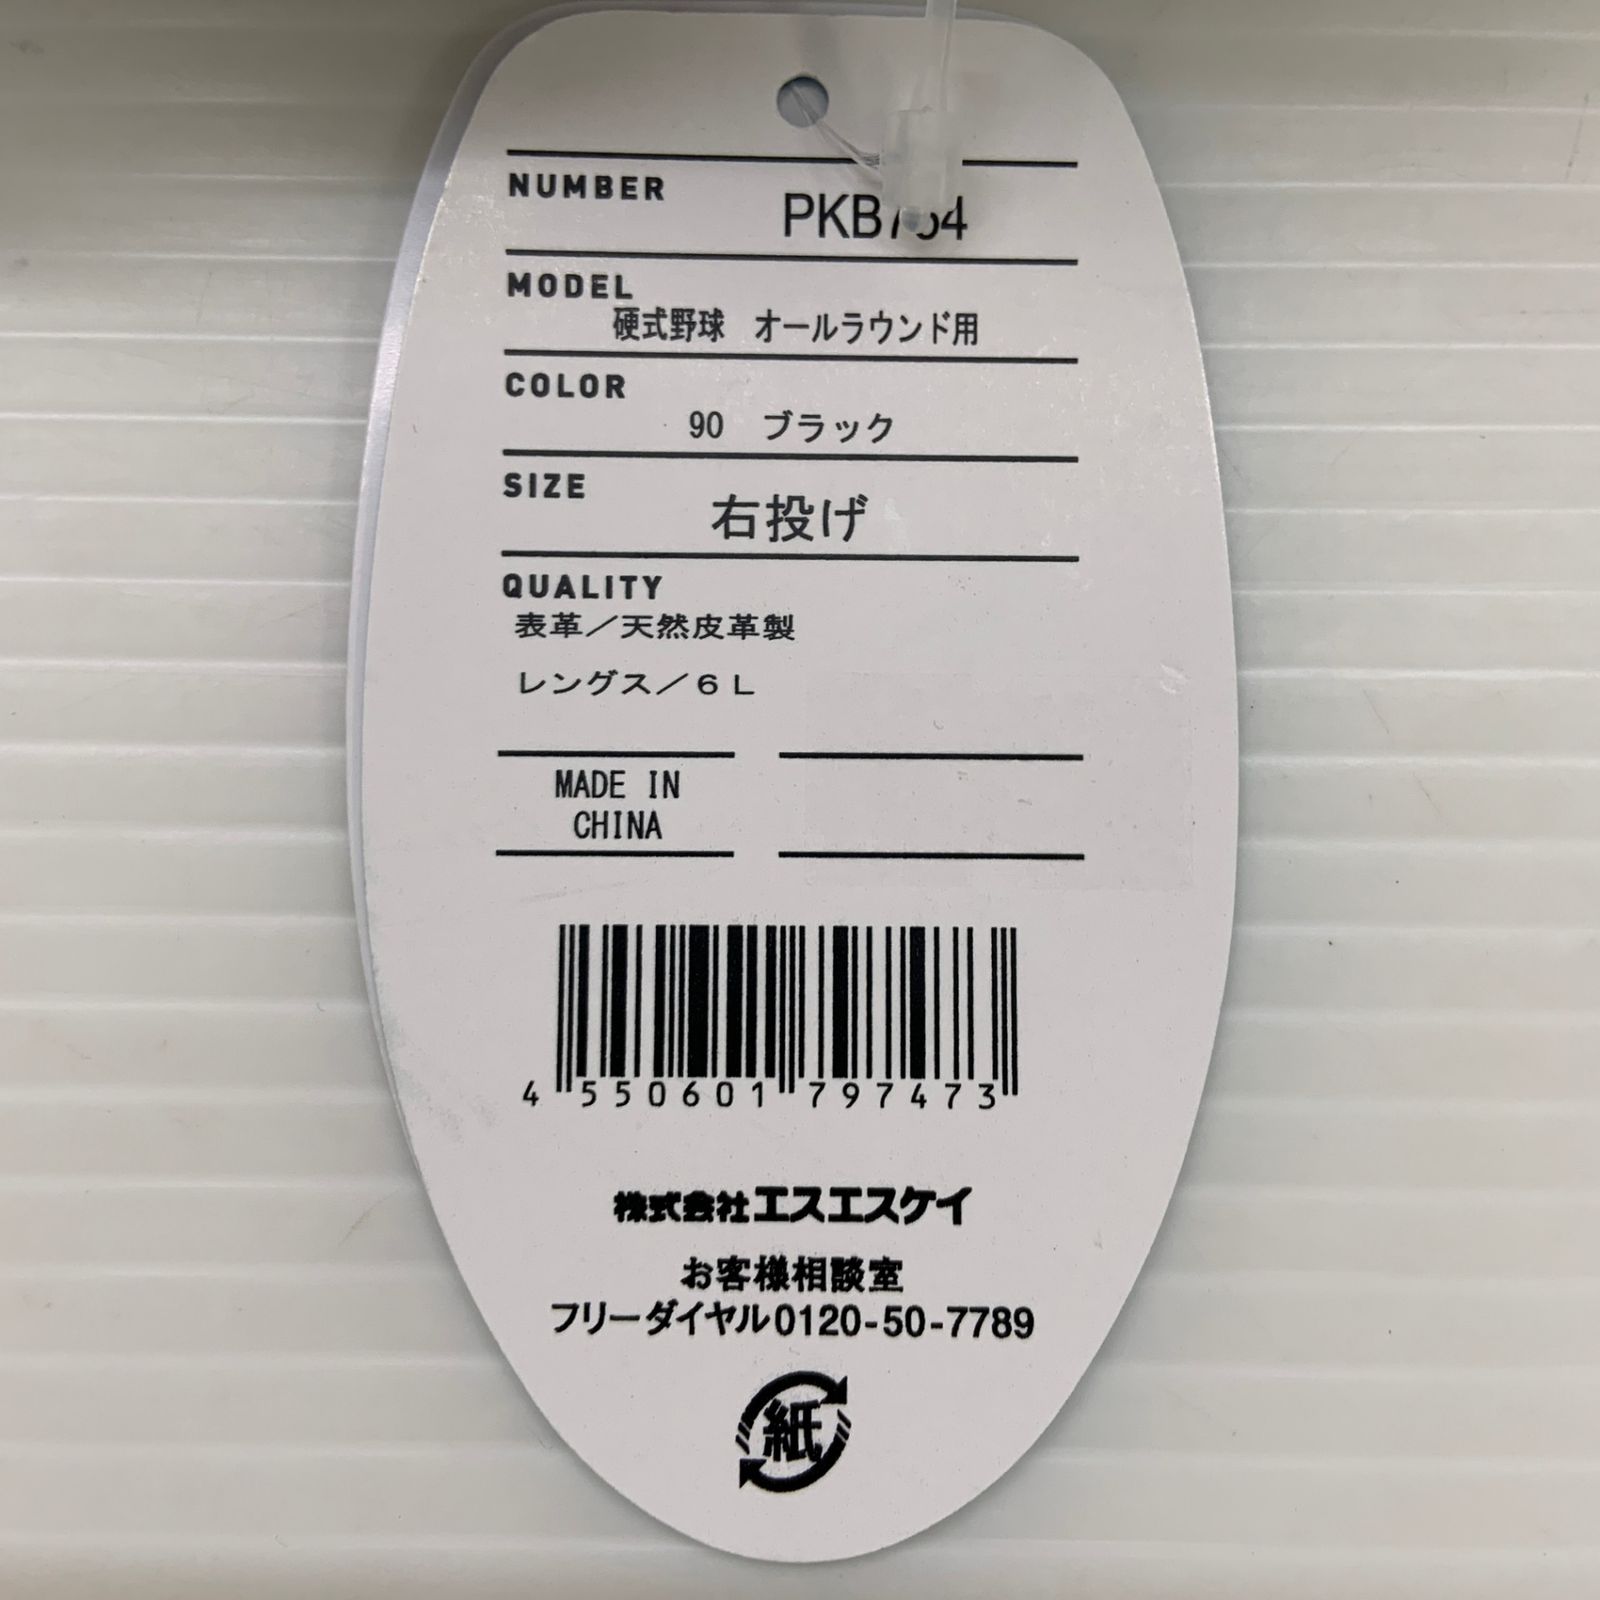 NUMBER
MODEL
硬式野球　オールラウンド用
COLOR
90　ブラック
SIZE
右投げ
QUALITY
表革／天然皮革製
レングス／６Ｌ
MADE IN
CHINA
4 550601 797473
株式会社エスエスケイ
お客様相談室
フリーダイヤル0120-50-7789
紙